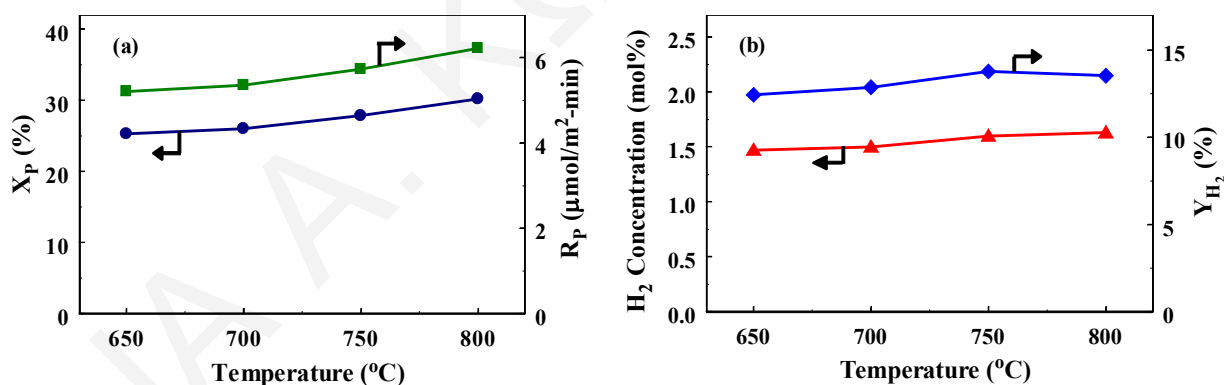 (a)
X_P (%)
40
30
20
10
0
6
4
2
0
R_P (μmol/m²-min)
650 700 750 800
Temperature (°C)
(b)
H₂ Concentration (mol%)
2.5
2.0
1.5
1.0
0.5
0.0
15
10
5
0
Y_H₂ (%)
650 700 750 800
Temperature (°C)